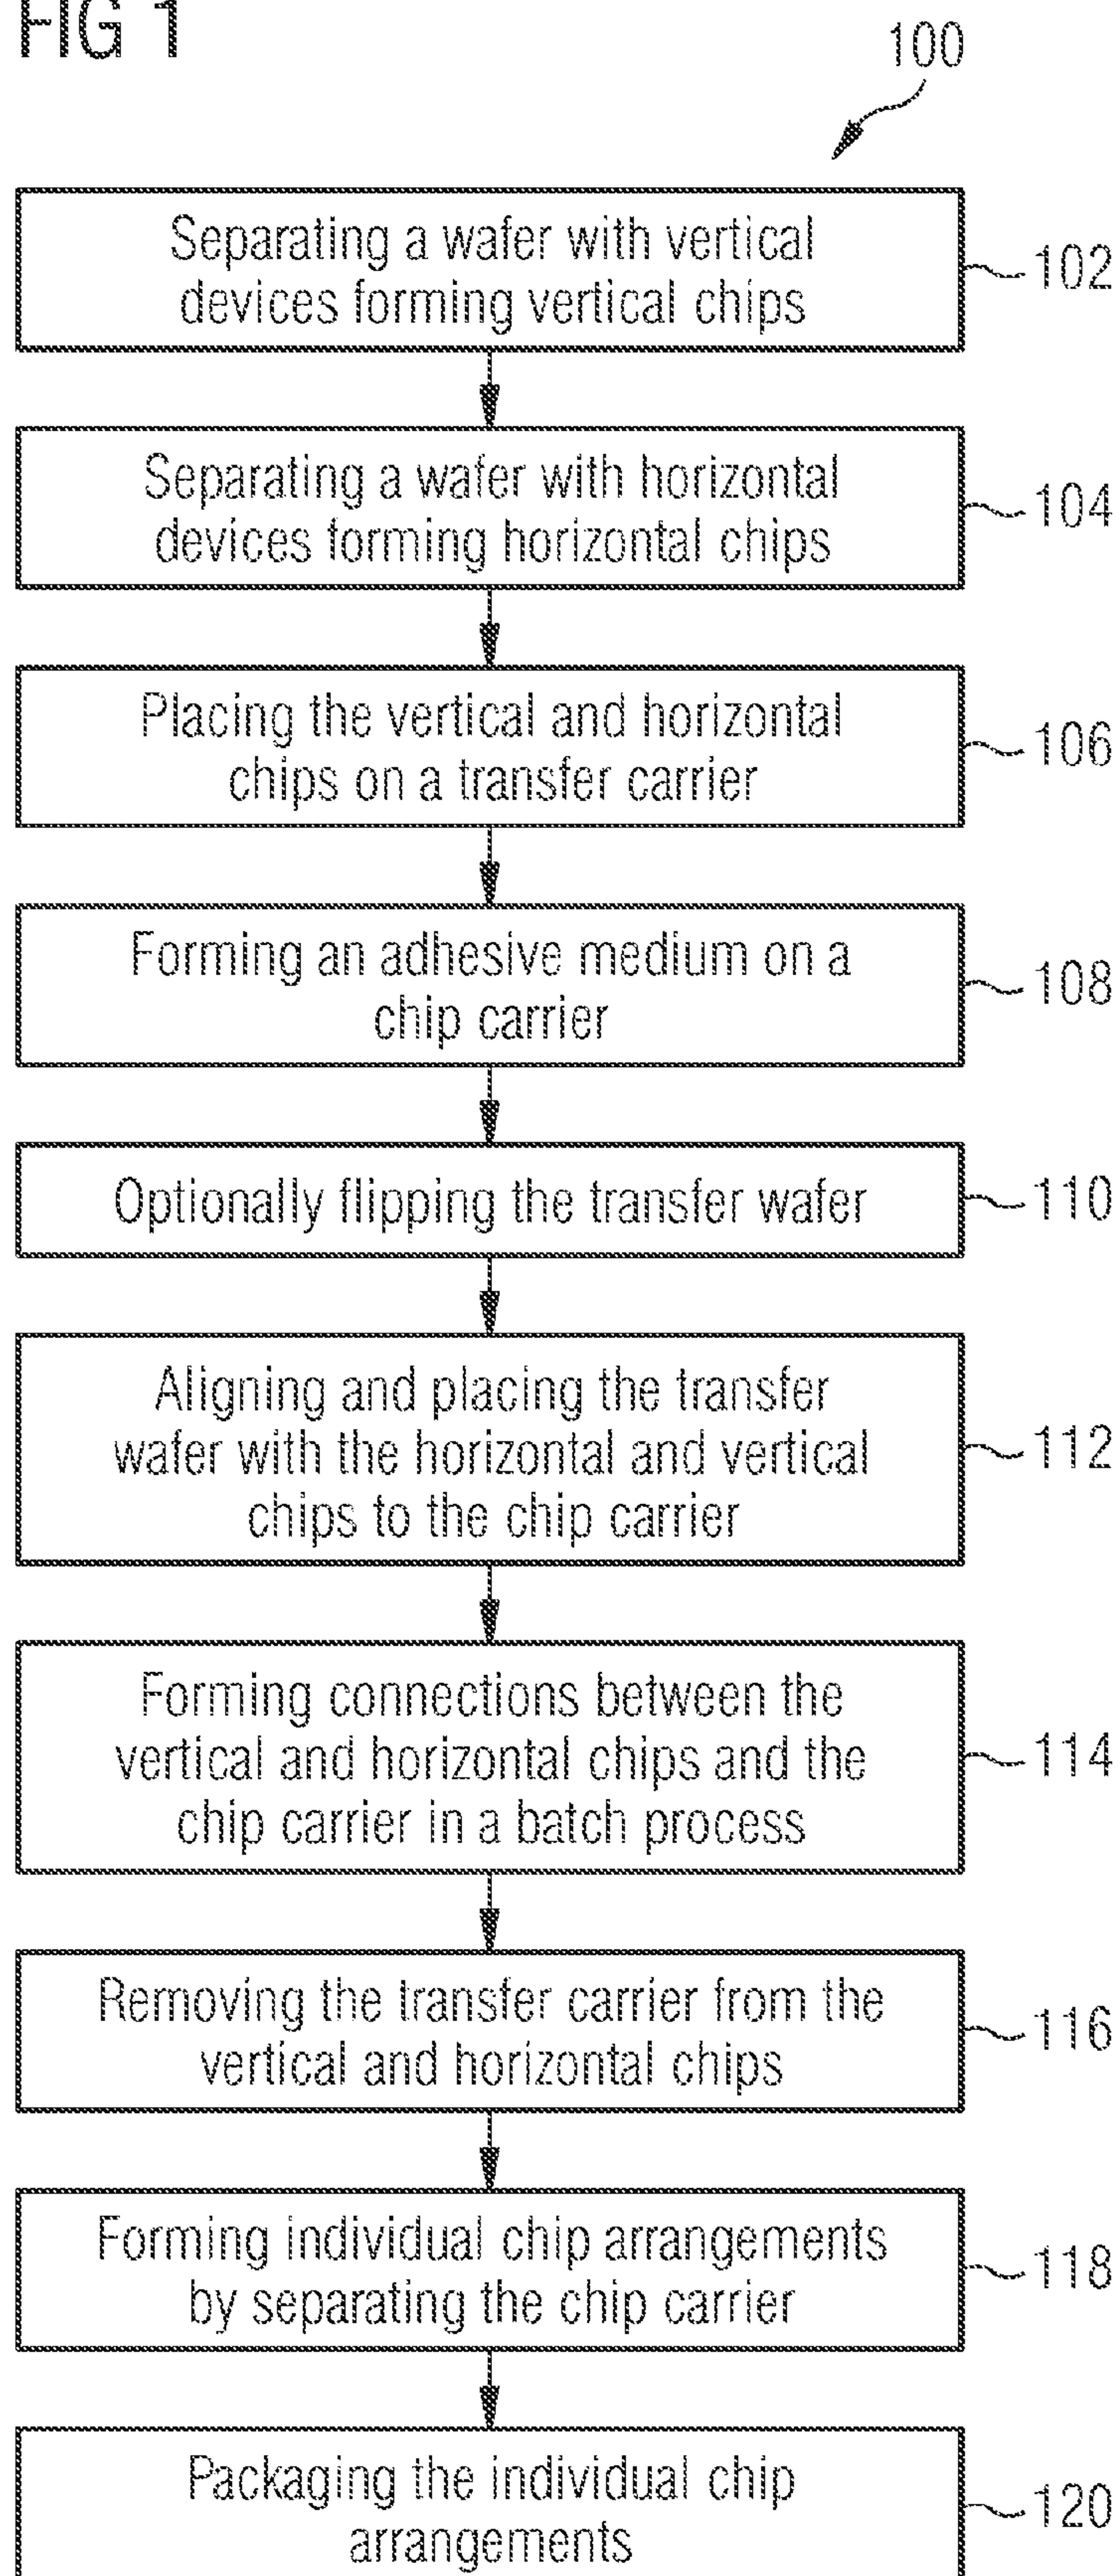 FIG 1
100
Separating a wafer with vertical
devices forming vertical chips
102
Separating a wafer with horizontal
devices forming horizontal chips
104
Placing the vertical and horizontal
chips on a transfer carrier
106
Forming an adhesive medium on a
chip carrier
108
Optionally flipping the transfer wafer
110
Aligning and placing the transfer
wafer with the horizontal and vertical
chips to the chip carrier
112
Forming connections between the
vertical and horizontal chips and the
chip carrier in a batch process
114
Removing the transfer carrier from the
vertical and horizontal chips
116
Forming individual chip arrangements
by separating the chip carrier
118
Packaging the individual chip
arrangements
120